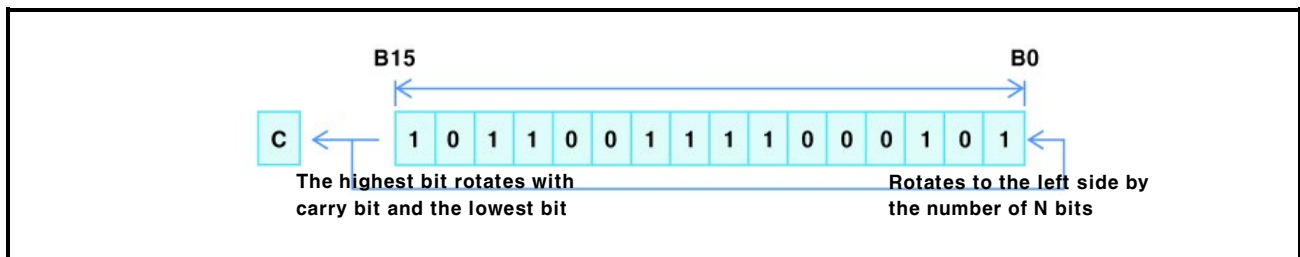 B15 B0
C 1 0 1 1 0 0 1 1 1 1 0 0 0 1 0 1
The highest bit rotates with
carry bit and the lowest bit
Rotates to the left side by
the number of N bits